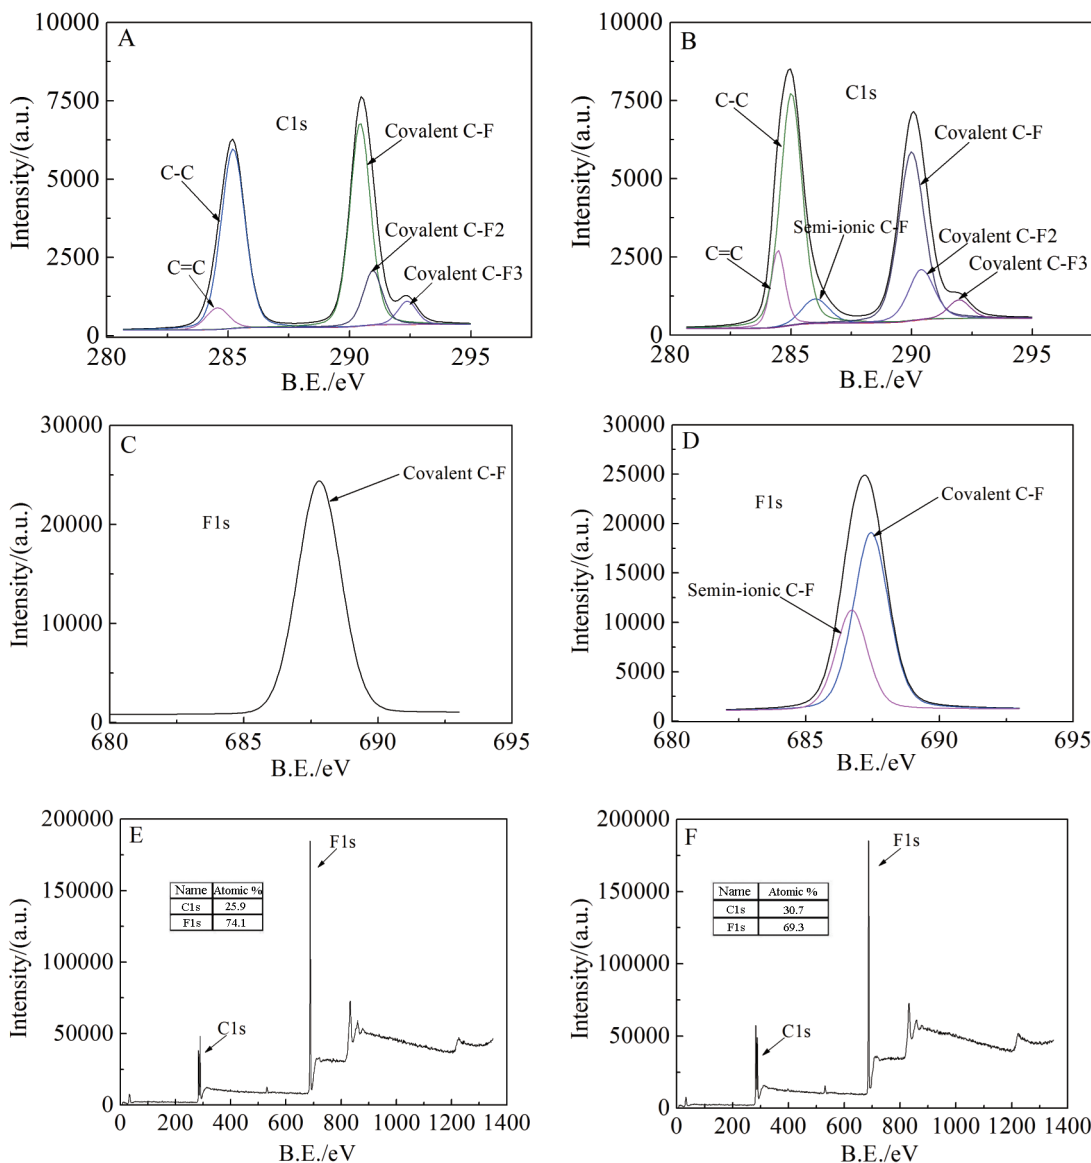 A
C1s
Covalent C-F
C-C
Covalent C-F2
Covalent C-F3
C=C
Intensity/(a.u.)
10000
7500
5000
2500
0
280
285
290
295
B.E./eV
B
C1s
C-C
Covalent C-F
Semi-ionic C-F
C=C
Covalent C-F2
Covalent C-F3
Intensity/(a.u.)
10000
7500
5000
2500
0
280
285
290
295
B.E./eV
C
Covalent C-F
F1s
Intensity/(a.u.)
30000
20000
10000
0
680
685
690
695
B.E./eV
D
Covalent C-F
F1s
Semin-ionic C-F
Intensity/(a.u.)
30000
25000
20000
15000
10000
5000
0
680
685
690
695
B.E./eV
E
F1s
Name Atomic %
C1s 25.9
F1s 74.1
C1s
Intensity/(a.u.)
200000
150000
100000
50000
0
0 200 400 600 800 1000 1200 1400
B.E./eV
F
F1s
Name Atomic %
C1s 30.7
F1s 69.3
C1s
Intensity/(a.u.)
200000
150000
100000
50000
0
0 200 400 600 800 1000 1200 1400
B.E./eV